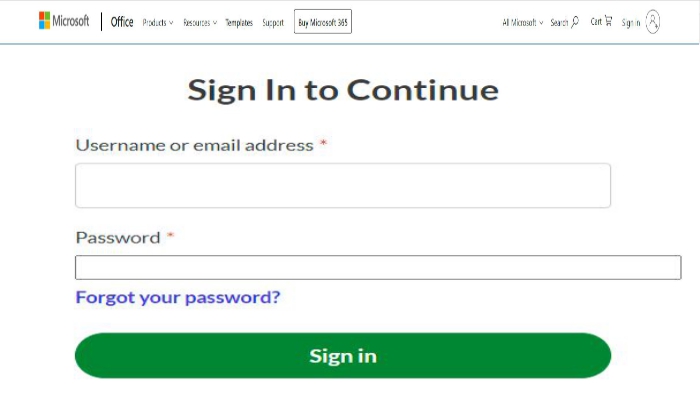 Microsoft Office Products Resources Templates Support Buy Microsoft 365 All Microsoft Search Cart Sign in
Sign In to Continue
Username or email address *
Password *
Forgot your password?
Sign in